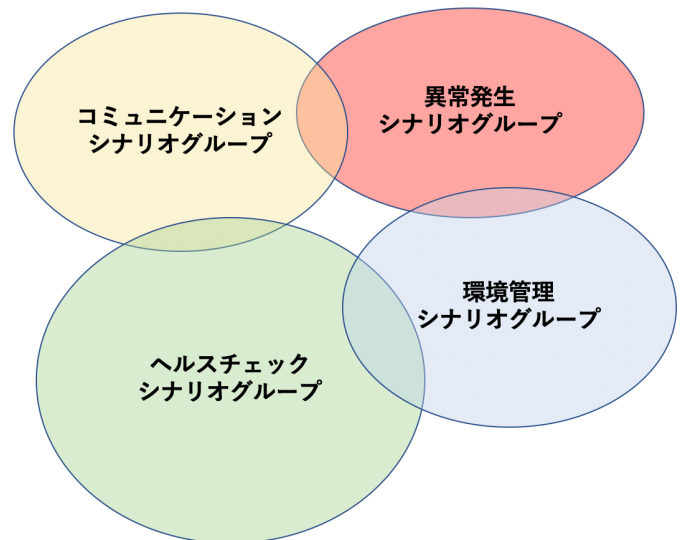 コミュニケーション
シナリオグループ
異常発生
シナリオグループ
環境管理
シナリオグループ
ヘルスチェック
シナリオグループ